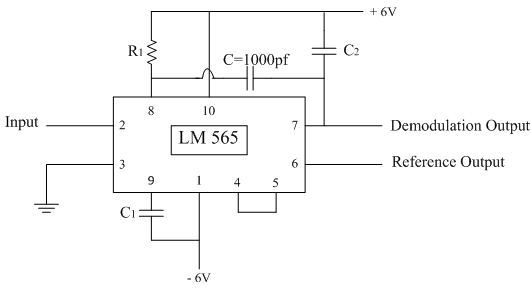 + 6V
R1
C2
C=1000pf
8
10
Input
2
7
Demodulation Output
LM 565
3
6
Reference Output
9
1
4
5
C1
- 6V